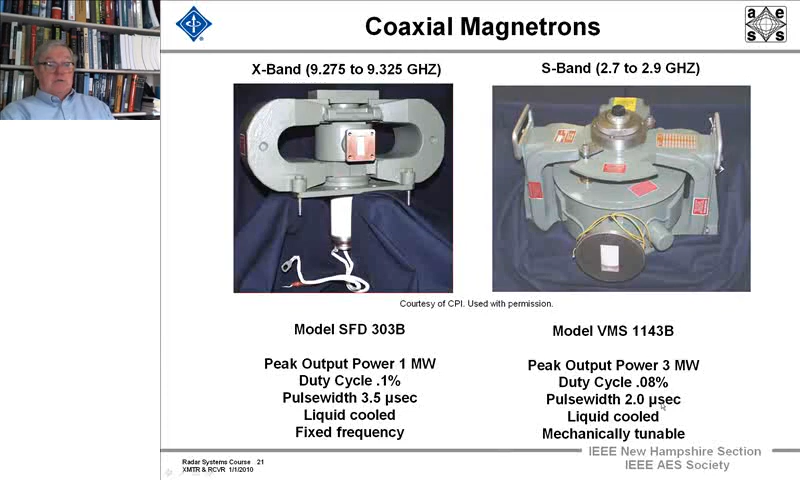 Coaxial Magnetrons
a e
s s
X-Band (9.275 to 9.325 GHZ)
S-Band (2.7 to 2.9 GHZ)
Courtesy of CPI. Used with permission.
Model SFD 303B
Peak Output Power 1 MW
Duty Cycle .1%
Pulsewidth 3.5 μsec
Liquid cooled
Fixed frequency
Model VMS 1143B
Peak Output Power 3 MW
Duty Cycle .08%
Pulsewidth 2.0 μsec
Liquid cooled
Mechanically tunable
Radar Systems Course 21
XMTR & RCVR 1/1/2010
IEEE New Hampshire Section
IEEE AES Society